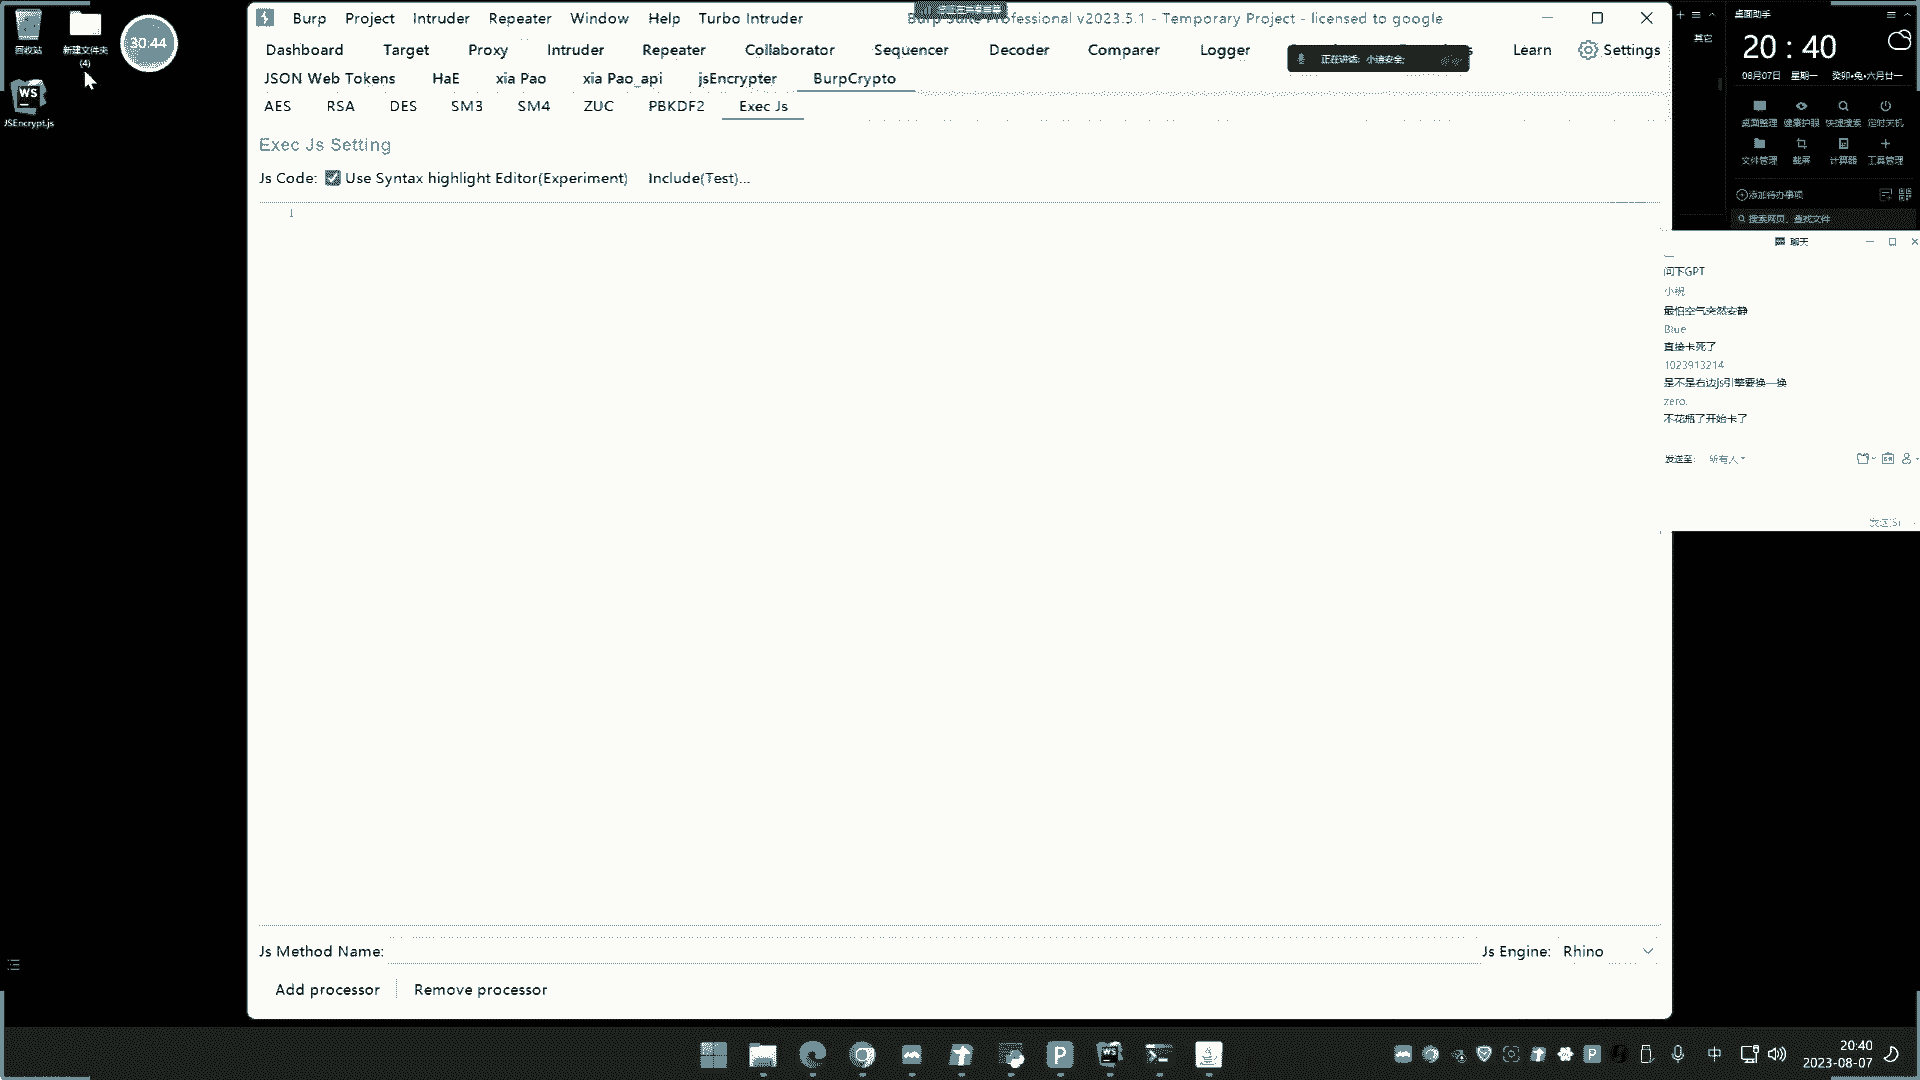 回收站
新建文件夹
(4)
30:44
WS
JSEncrypt.js
Burp Project Intruder Repeater Window Help Turbo Intruder
Burp Suite Professional v2023.5.1 - Temporary Project - licensed to google
Dashboard Target Proxy Intruder Repeater Collaborator Sequencer Decoder Comparer Logger
Learn Settings
正在讲话: 小迪安全;
JSON Web Tokens HaE xia Pao xia Pao_api jsEncrypter BurpCrypto
AES RSA DES SM3 SM4 ZUC PBKDF2 Exec Js
Exec Js Setting
Js Code: Use Syntax highlight Editor(Experiment) Include(Test)...
1
Js Method Name:
Js Engine: Rhino
Add processor Remove processor
其它
桌面助手
20:40
08月07日 星期一 癸卯·兔·六月廿一
桌面整理 健康护眼 快捷搜索 定时关机
文件管理 截屏 计算器 工具管理
添加待办事项
搜索网页、查找文件
聊天
问下GPT
最怕空气突然安静
Blue
直接卡死了
1023913214
是不是右边js引擎要换一换
zero.
不花瓶了开始卡了
发送至: 所有人
中
20:40
2023-08-07